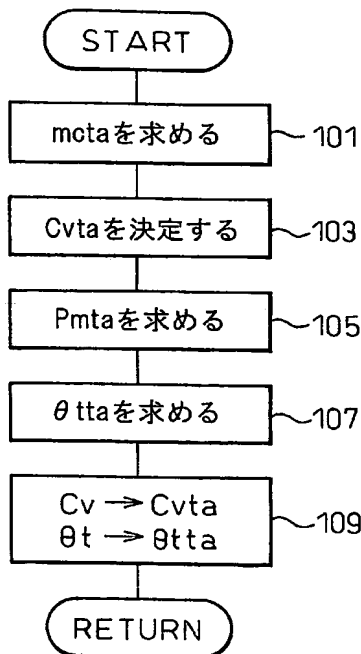 START
mctaを求める
101
Cvtaを決定する
103
Pmtaを求める
105
θttaを求める
107
Cv→Cvta
θt→θtta
109
RETURN